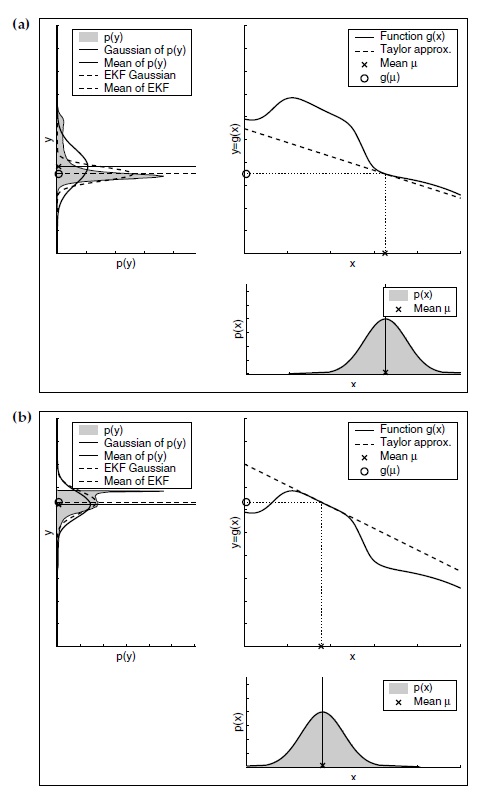 (a)
p(y)
Gaussian of p(y)
Mean of p(y)
EKF Gaussian
Mean of EKF
y
p(y)
Function g(x)
Taylor approx.
Mean μ
g(μ)
y=g(x)
x
p(x)
Mean μ
p(x)
x
(b)
p(y)
Gaussian of p(y)
Mean of p(y)
EKF Gaussian
Mean of EKF
y
p(y)
Function g(x)
Taylor approx.
Mean μ
g(μ)
y=g(x)
x
p(x)
Mean μ
p(x)
x